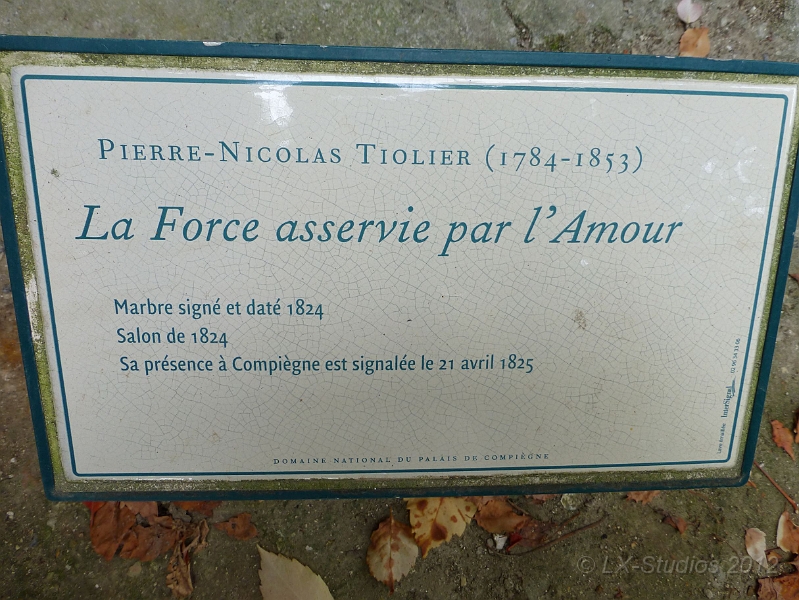 PIERRE-NICOLAS TIOLIER (1784-1853)
La Force asservie par l'Amour
Marbre signé et daté 1824
Salon de 1824
Sa présence à Compiègne est signalée le 21 avril 1825
DOMAINE NATIONAL DU PALAIS DE COMPIÈGNE
© LX-Studios 2012